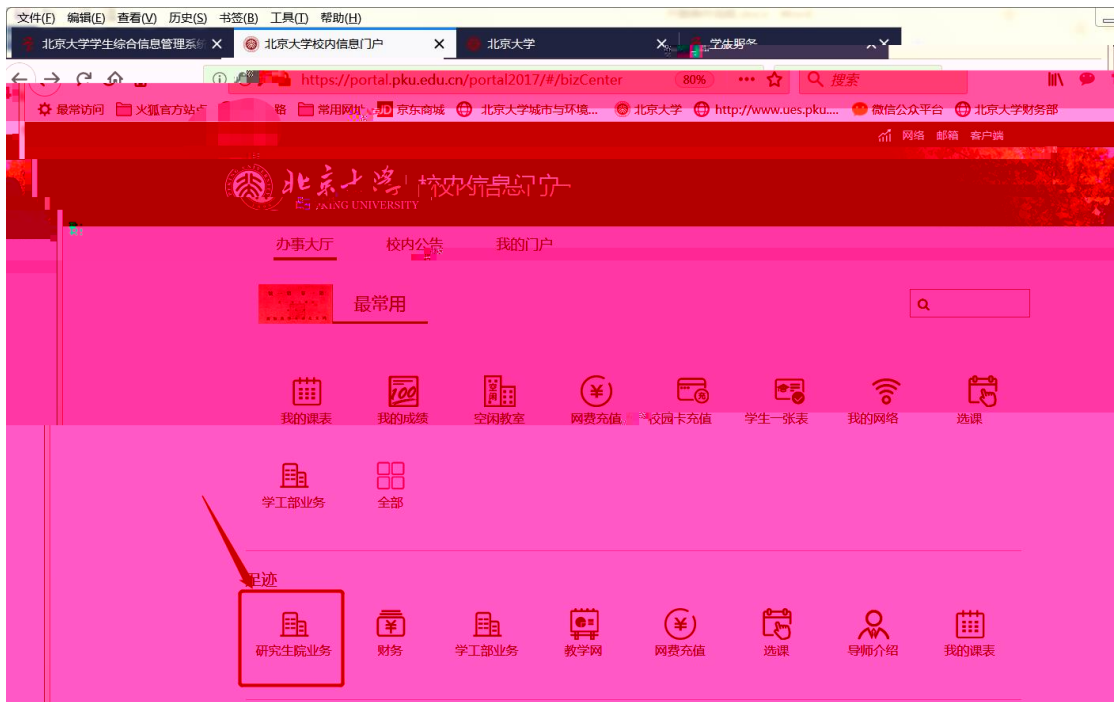 文件(F) 编辑(E) 查看(V) 历史(S) 书签(B) 工具(T) 帮助(H)
北京大学学生综合信息管理系统 × 北京大学校内信息门户 × 北京大学 ×
https://portal.pku.edu.cn/portal2017/#/bizCenter 80% 搜索
最常访问 火狐官方站点 常用网址 JD 京东商城 北京大学城市与环境... 北京大学 http://www.ues.pku.... 微信公众平台 北京大学财务部
网络 邮箱 客户端
北京大学 校内信息门户
UNIVERSITY
办事大厅 校内公告 我的门户
最常用
我的课表 我的成绩 空闲教室 网费充值 校园卡充值 学生一张表 我的网络 选课
学工部业务 全部
足迹
研究生院业务 财务 学工部业务 教学网 网费充值 选课 导师介绍 我的课表